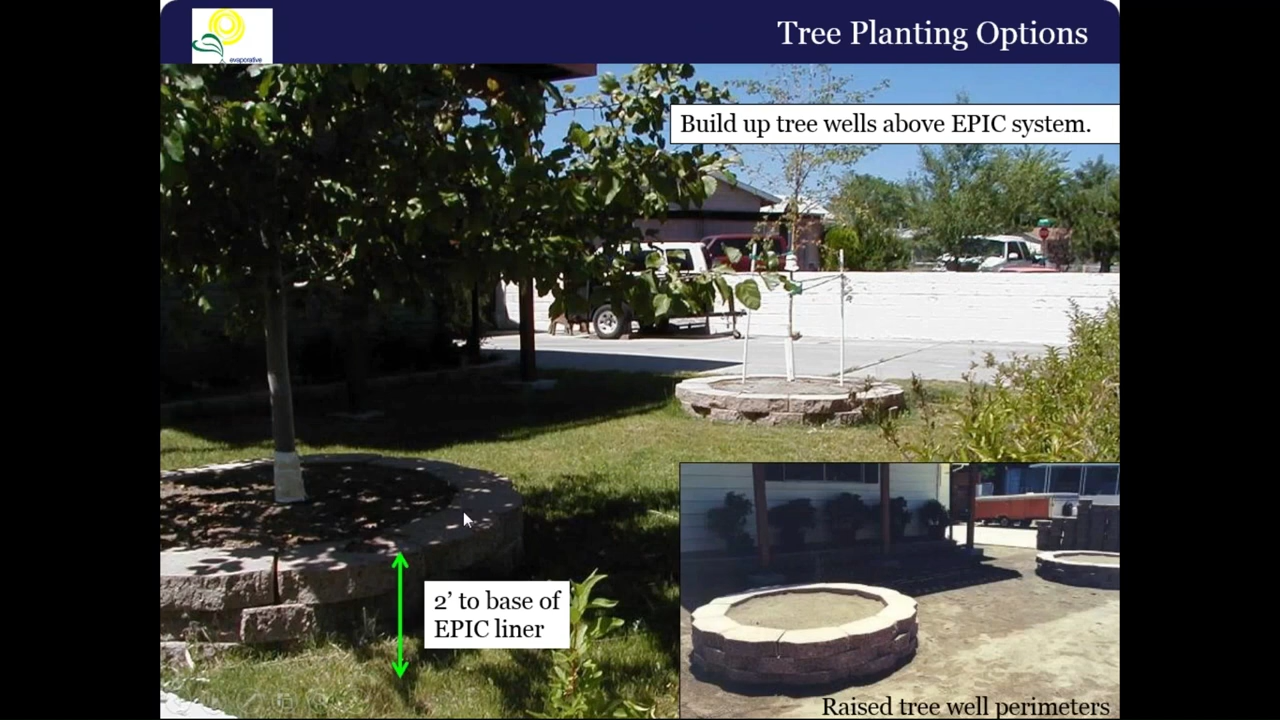 evaporative
Tree Planting Options
Build up tree wells above EPIC system.
2’ to base of
EPIC liner
Raised tree well perimeters